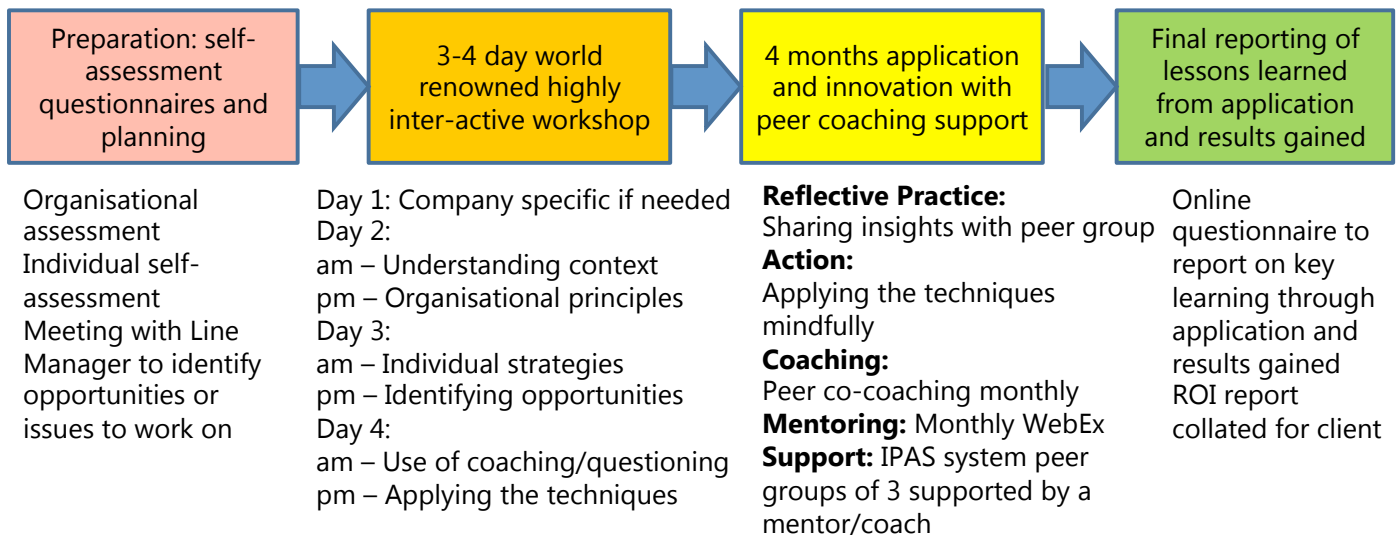 Preparation: self-
assessment
questionnaires and
planning
3-4 day world
renowned highly
inter-active workshop
4 months application
and innovation with
peer coaching support
Final reporting of
lessons learned
from application
and results gained
Organisational
assessment
Individual self-
assessment
Meeting with Line
Manager to identify
opportunities or
issues to work on
Day 1: Company specific if needed
Day 2:
am – Understanding context
pm – Organisational principles
Day 3:
am – Individual strategies
pm – Identifying opportunities
Day 4:
am – Use of coaching/questioning
pm – Applying the techniques
Reflective Practice:
Sharing insights with peer group
Action:
Applying the techniques
mindfully
Coaching:
Peer co-coaching monthly
Mentoring: Monthly WebEx
Support: IPAS system peer
groups of 3 supported by a
mentor/coach
Online
questionnaire to
report on key
learning through
application and
results gained
ROI report
collated for client